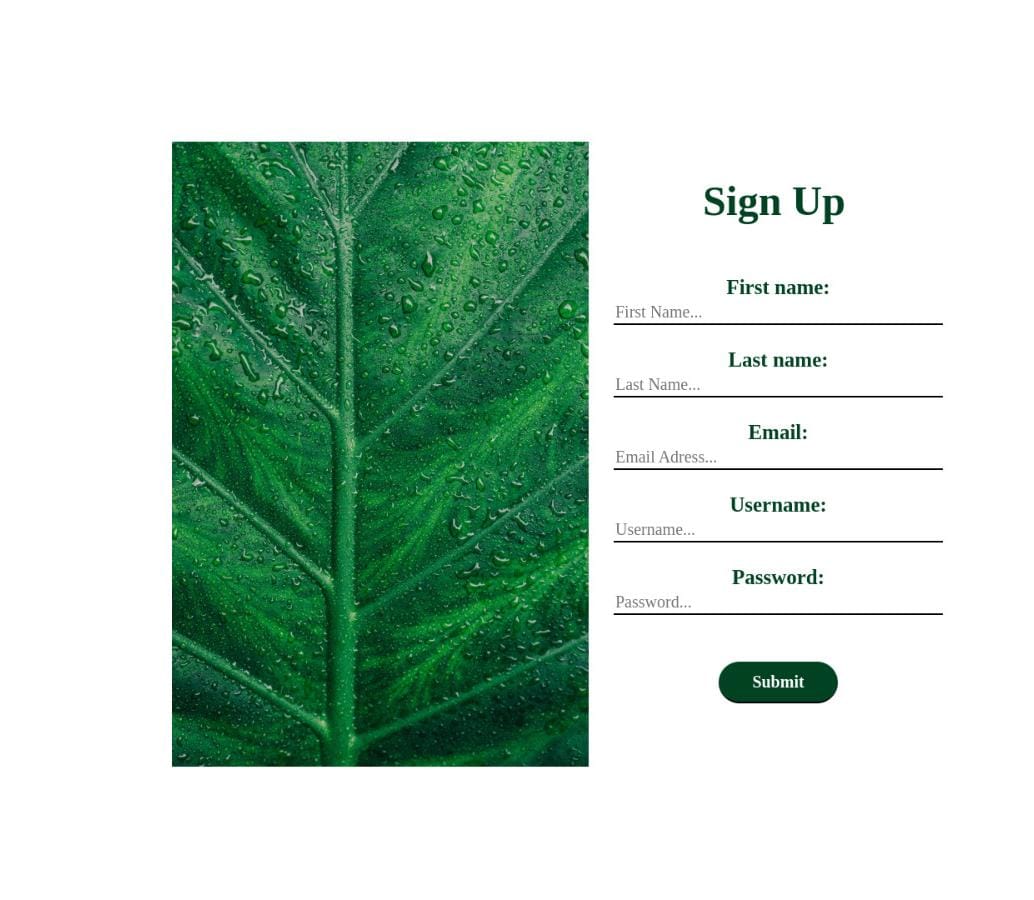 Sign Up
First name:
First Name...
Last name:
Last Name...
Email:
Email Adress...
Username:
Username...
Password:
Password...
Submit